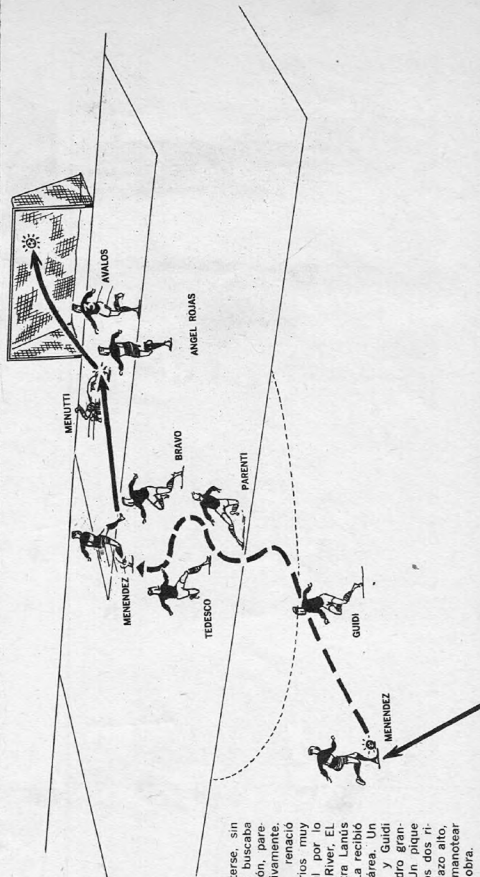 AVALOS
ANGEL ROJAS
MENUTTI
BRAVO
PARENTI
MENENDEZ
TEDESCO
GUIDI
MENENDEZ
terse, sin
buscaba
ón, pare-
ivamente.
renació
rios muy
l por lo
River, EL
ra Lanús
a recibió
área. Un
y Guidi
dro gran-
Un pique
os dos ri-
azo alto,
manotear
obra.